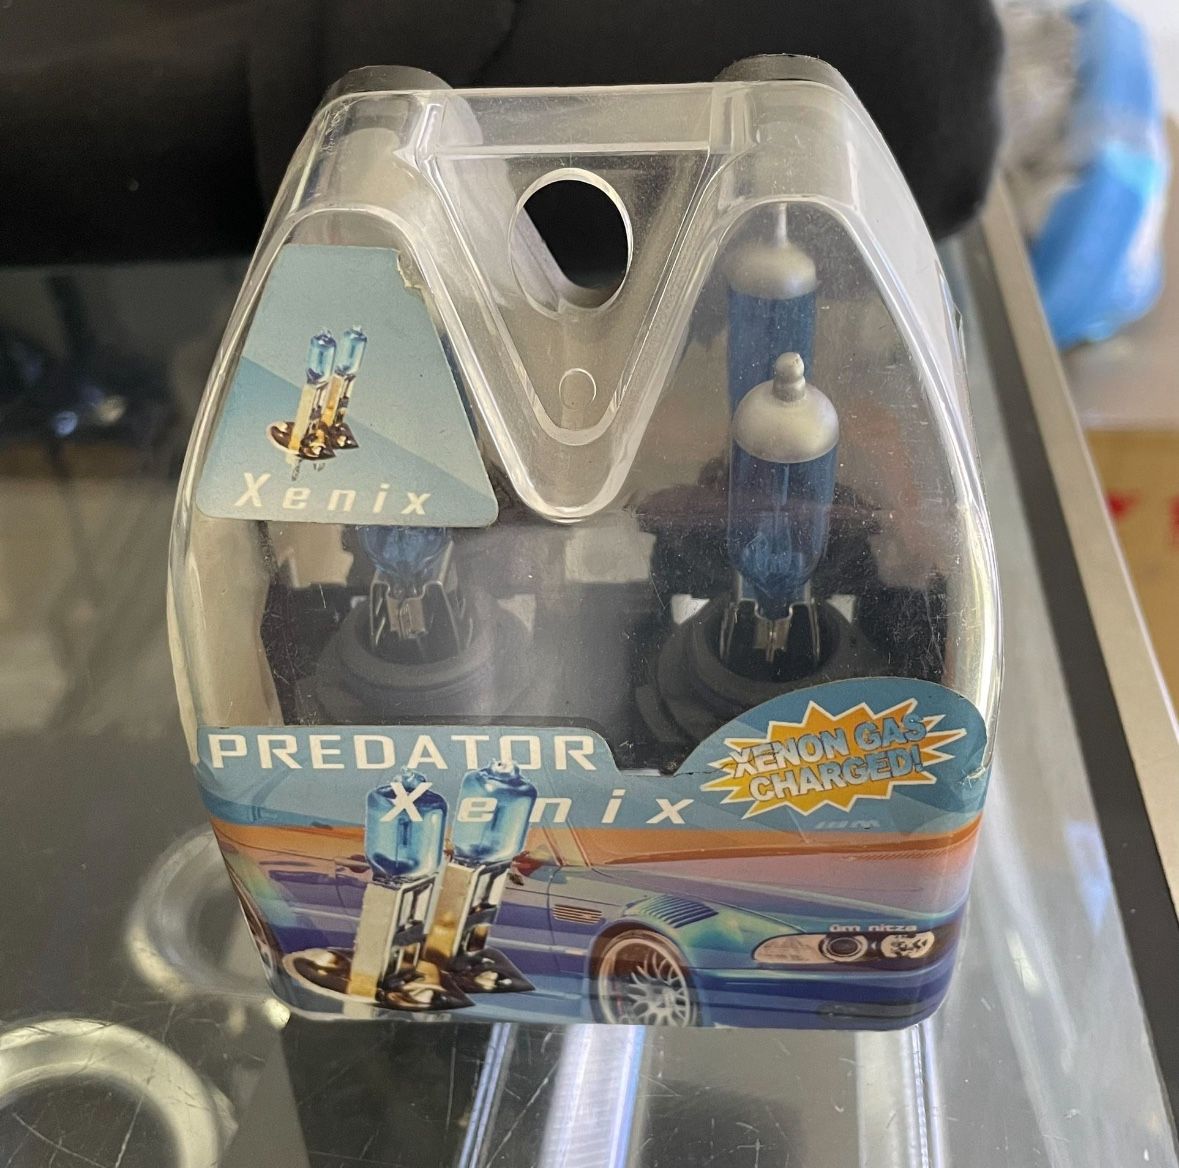 Xenix
PREDATOR
Xenix
XENON GAS
CHARGED!